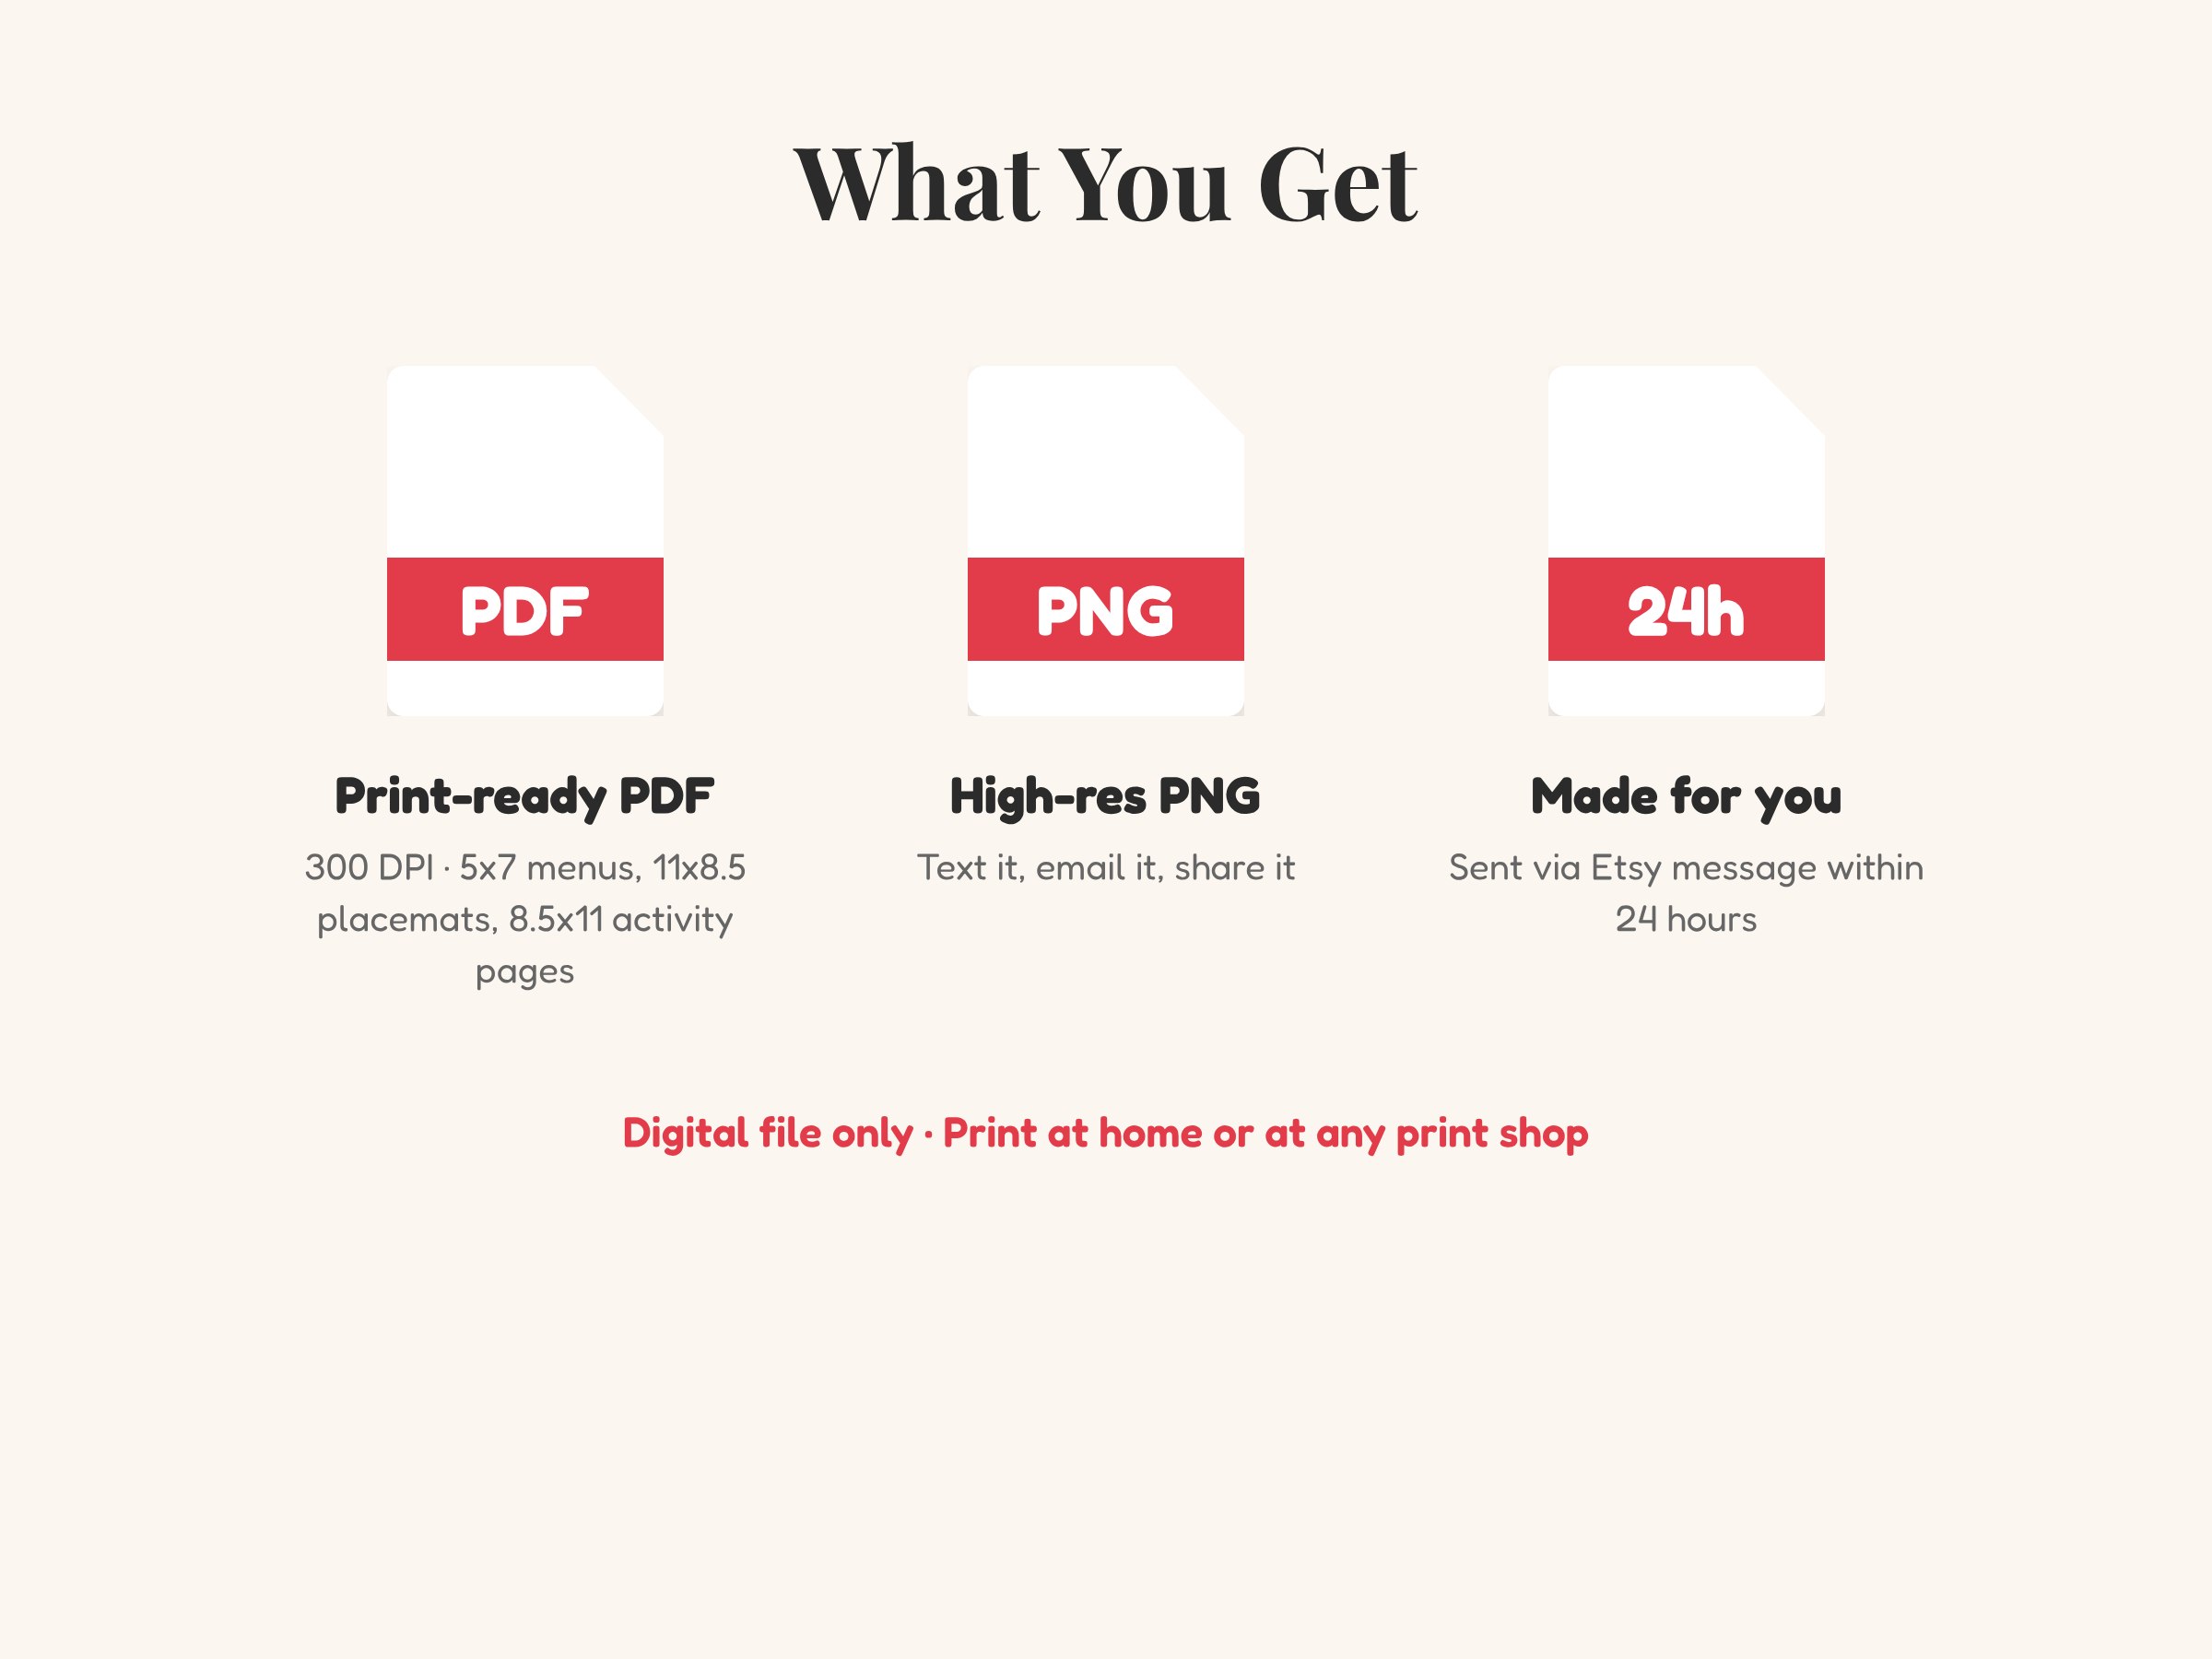 What You Get
PDF
PNG
24h
Print-ready PDF
300 DPI · 5x7 menus, 11x8.5
placemats, 8.5x11 activity
pages
High-res PNG
Text it, email it, share it
Made for you
Sent via Etsy message within
24 hours
Digital file only · Print at home or at any print shop